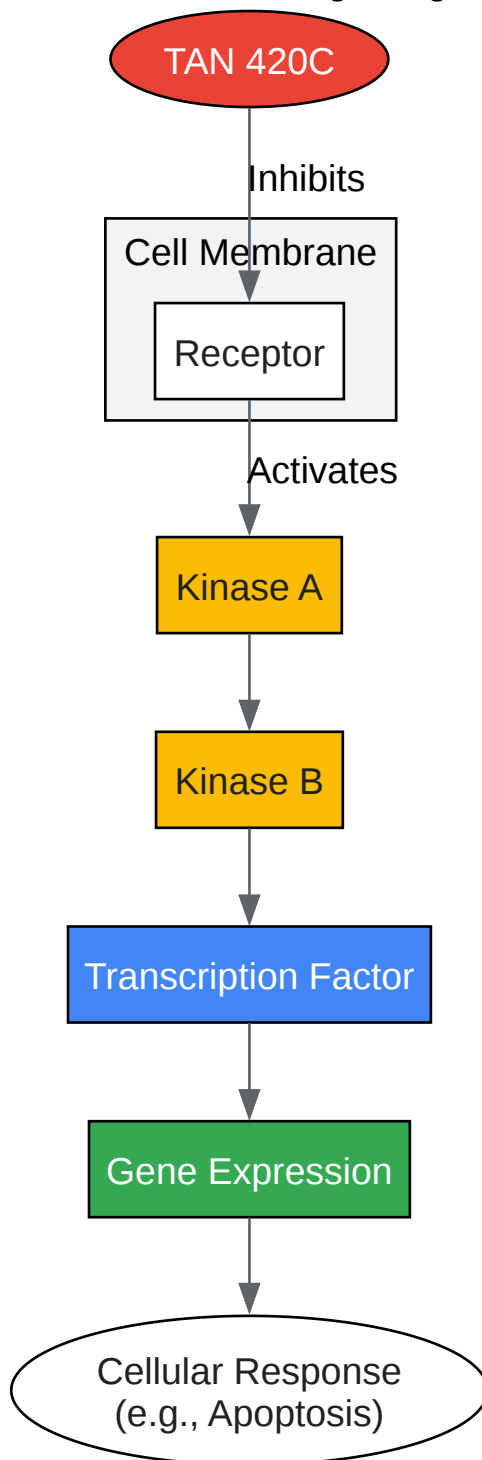 TAN 420C
Inhibits
Cell Membrane
Receptor
Activates
Kinase A
Kinase B
Transcription Factor
Gene Expression
Cellular Response
(e.g., Apoptosis)